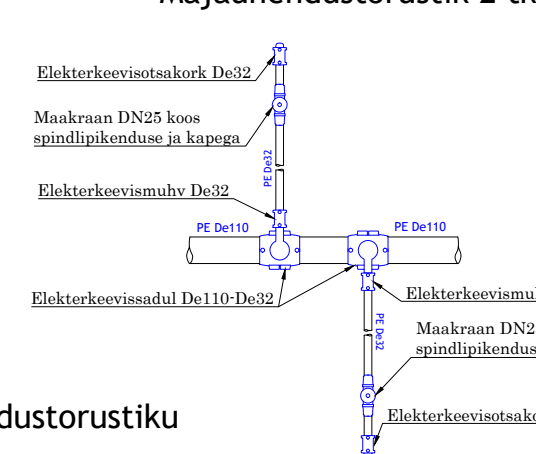 Majaühendustorustik 2 tk
Elekterkeevisotsakork De32
Maakraan DN25 koos
spindlipikenduse ja kapega
PE De32
Elekterkeevismuhv De32
PE De110
PE De110
Elekterkeevissadul De110-De32
Elekterkeevismu
PE De32
Maakraan DN2
spindlipikendus
Elekterkeevisotsako
dustorustiku